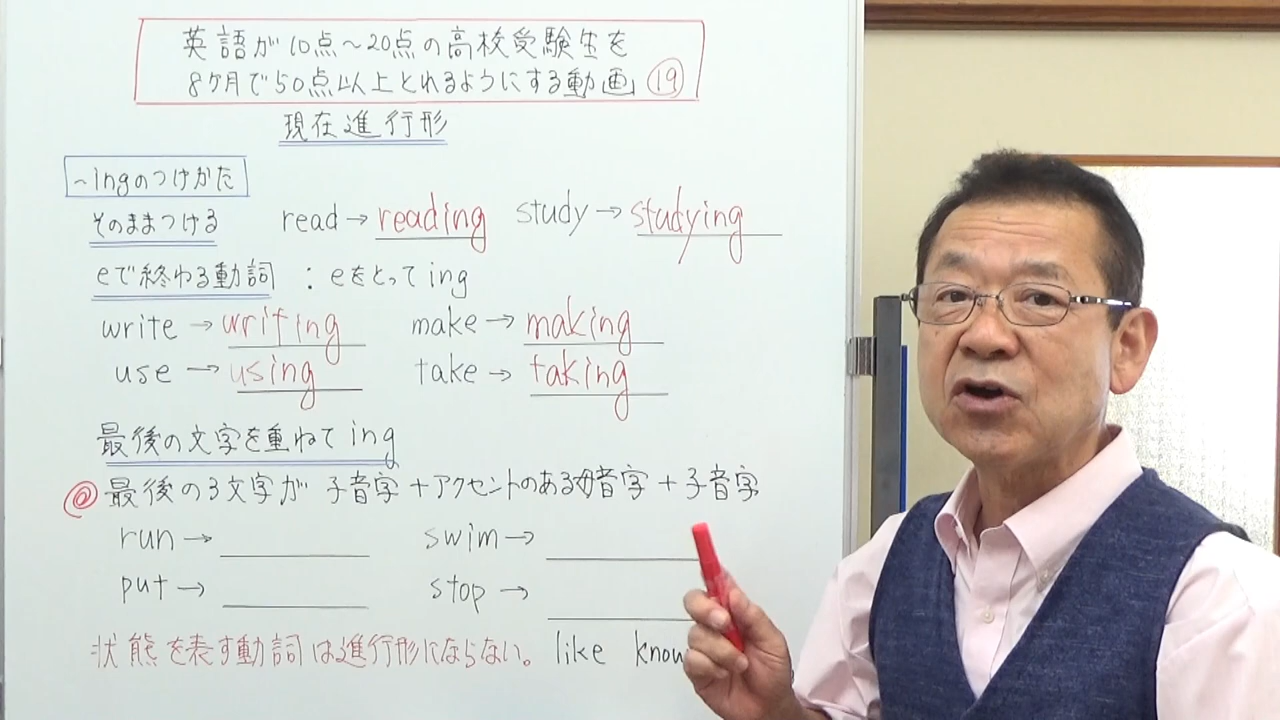 英語が10点～20点の高校受験生を
8ヶ月で50点以上とれるようにする動画 ⑲
現在進行形
～ingのつけかた
そのままつける read → reading study → studying
eで終わる動詞 : eをとって ing
write → writing make → making
use → using take → taking
最後の文字を重ねて ing
◎ 最後の3文字が 子音字 + アクセントのある母音字 + 子音字
run → swim →
put → stop →
状態を表す動詞は進行形にならない。 like know